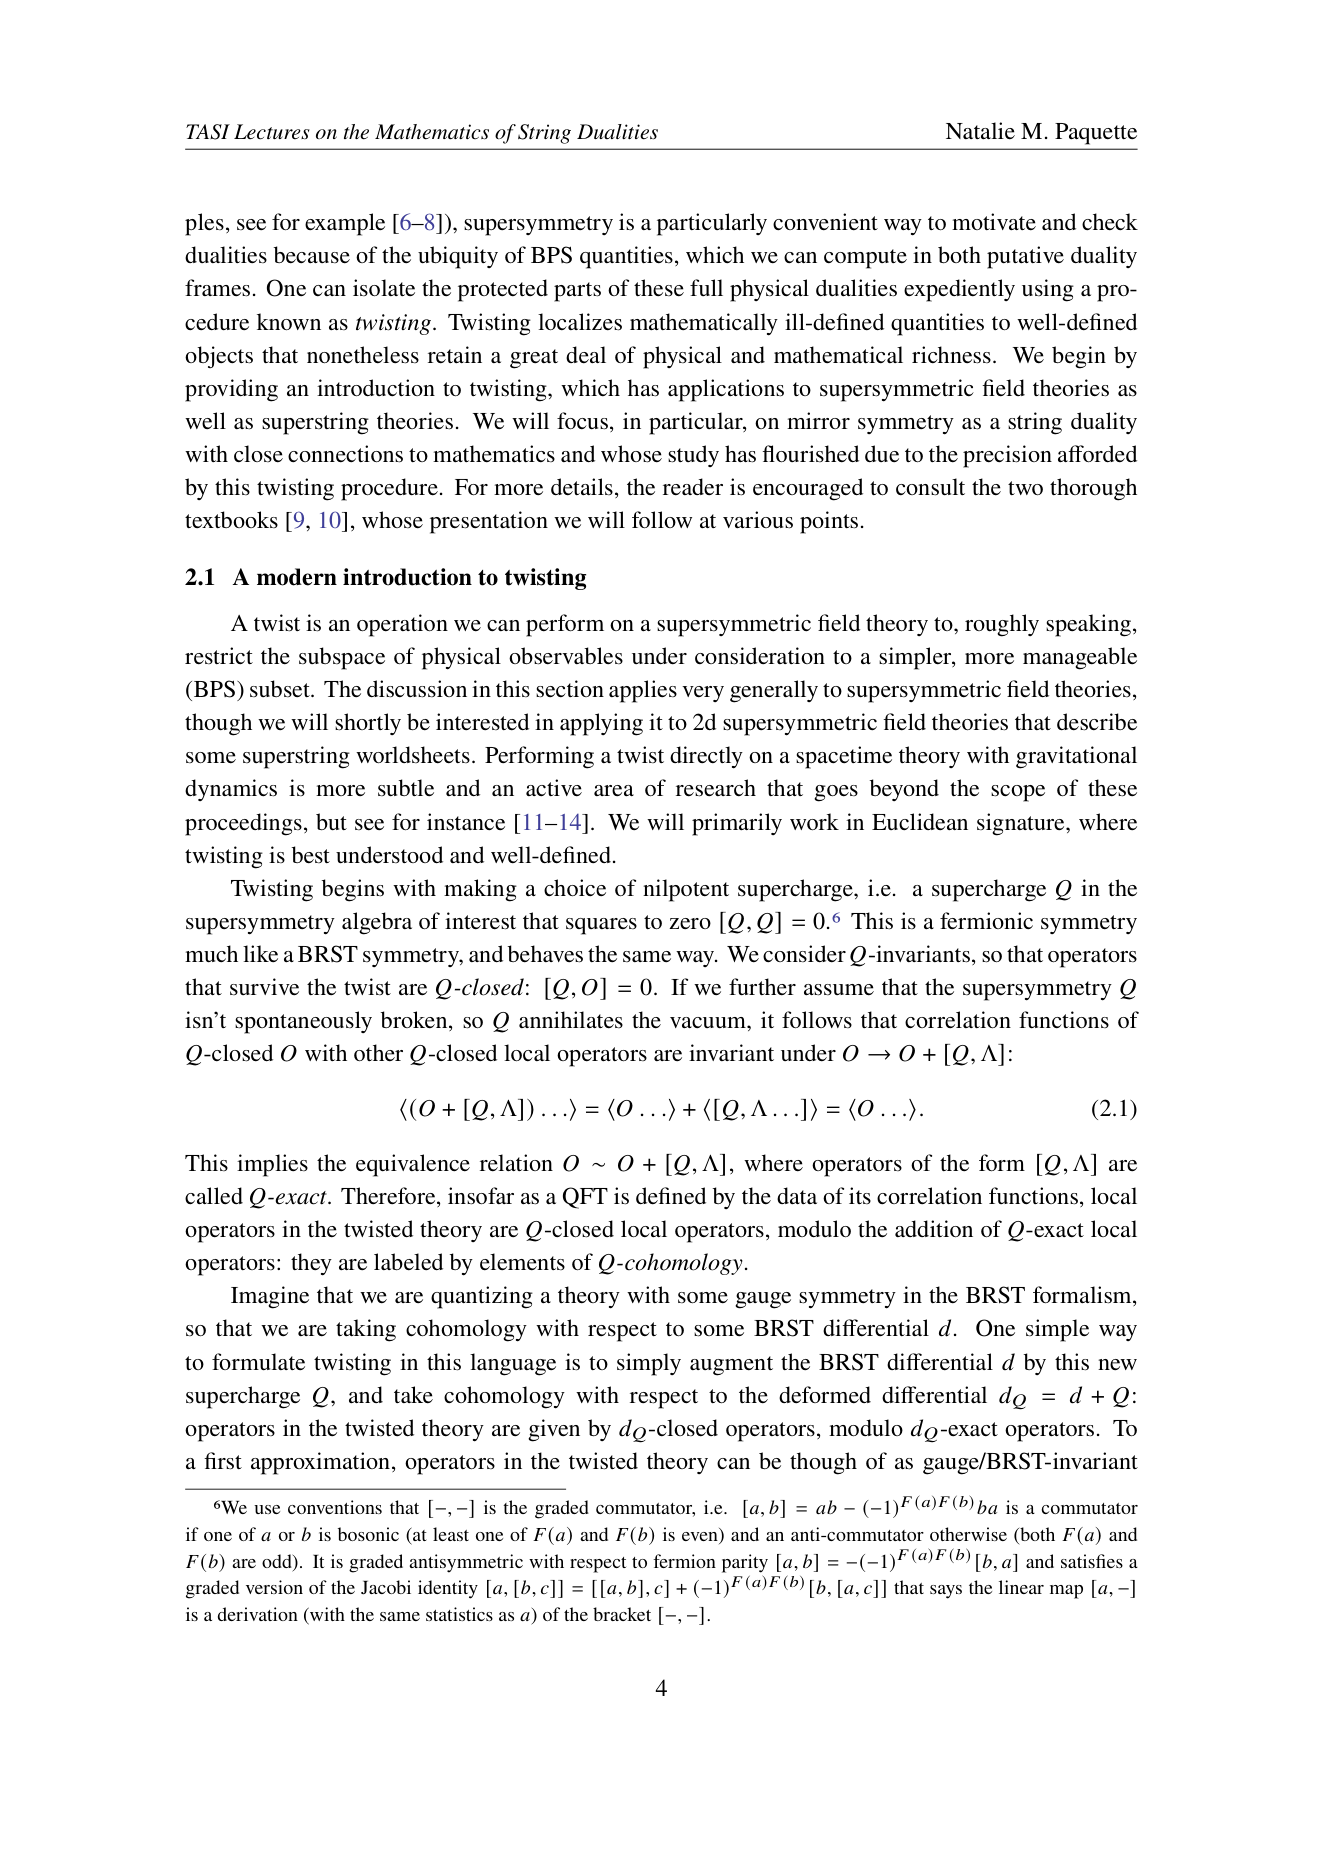 TASI Lectures on the Mathematics of String Dualities Natalie M. Paquette
ples, see for example [6–8]), supersymmetry is a particularly convenient way to motivate and check
dualities because of the ubiquity of BPS quantities, which we can compute in both putative duality
frames. One can isolate the protected parts of these full physical dualities expediently using a pro-
cedure known as twisting. Twisting localizes mathematically ill-defined quantities to well-defined
objects that nonetheless retain a great deal of physical and mathematical richness. We begin by
providing an introduction to twisting, which has applications to supersymmetric field theories as
well as superstring theories. We will focus, in particular, on mirror symmetry as a string duality
with close connections to mathematics and whose study has flourished due to the precision afforded
by this twisting procedure. For more details, the reader is encouraged to consult the two thorough
textbooks [9, 10], whose presentation we will follow at various points.
2.1 A modern introduction to twisting
A twist is an operation we can perform on a supersymmetric field theory to, roughly speaking,
restrict the subspace of physical observables under consideration to a simpler, more manageable
(BPS) subset. The discussion in this section applies very generally to supersymmetric field theories,
though we will shortly be interested in applying it to 2d supersymmetric field theories that describe
some superstring worldsheets. Performing a twist directly on a spacetime theory with gravitational
dynamics is more subtle and an active area of research that goes beyond the scope of these
proceedings, but see for instance [11–14]. We will primarily work in Euclidean signature, where
twisting is best understood and well-defined.
Twisting begins with making a choice of nilpotent supercharge, i.e. a supercharge Q in the
supersymmetry algebra of interest that squares to zero [Q, Q] = 0.⁶ This is a fermionic symmetry
much like a BRST symmetry, and behaves the same way. We consider Q-invariants, so that operators
that survive the twist are Q-closed: [Q, O] = 0. If we further assume that the supersymmetry Q
isn't spontaneously broken, so Q annihilates the vacuum, it follows that correlation functions of
Q-closed O with other Q-closed local operators are invariant under O → O + [Q, Λ]:
⟨(O + [Q, Λ]) . . .⟩ = ⟨O . . .⟩ + ⟨[Q, Λ . . .]⟩ = ⟨O . . .⟩. (2.1)
This implies the equivalence relation O ∼ O + [Q, Λ], where operators of the form [Q, Λ] are
called Q-exact. Therefore, insofar as a QFT is defined by the data of its correlation functions, local
operators in the twisted theory are Q-closed local operators, modulo the addition of Q-exact local
operators: they are labeled by elements of Q-cohomology.
Imagine that we are quantizing a theory with some gauge symmetry in the BRST formalism,
so that we are taking cohomology with respect to some BRST differential d. One simple way
to formulate twisting in this language is to simply augment the BRST differential d by this new
supercharge Q, and take cohomology with respect to the deformed differential d_Q = d + Q:
operators in the twisted theory are given by d_Q-closed operators, modulo d_Q-exact operators. To
a first approximation, operators in the twisted theory can be though of as gauge/BRST-invariant
⁶We use conventions that [−, −] is the graded commutator, i.e. [a, b] = ab − (−1)^{F(a)F(b)}ba is a commutator
if one of a or b is bosonic (at least one of F(a) and F(b) is even) and an anti-commutator otherwise (both F(a) and
F(b) are odd). It is graded antisymmetric with respect to fermion parity [a, b] = −(−1)^{F(a)F(b)}[b, a] and satisfies a
graded version of the Jacobi identity [a, [b, c]] = [[a, b], c] + (−1)^{F(a)F(b)}[b, [a, c]] that says the linear map [a, −]
is a derivation (with the same statistics as a) of the bracket [−, −].
4